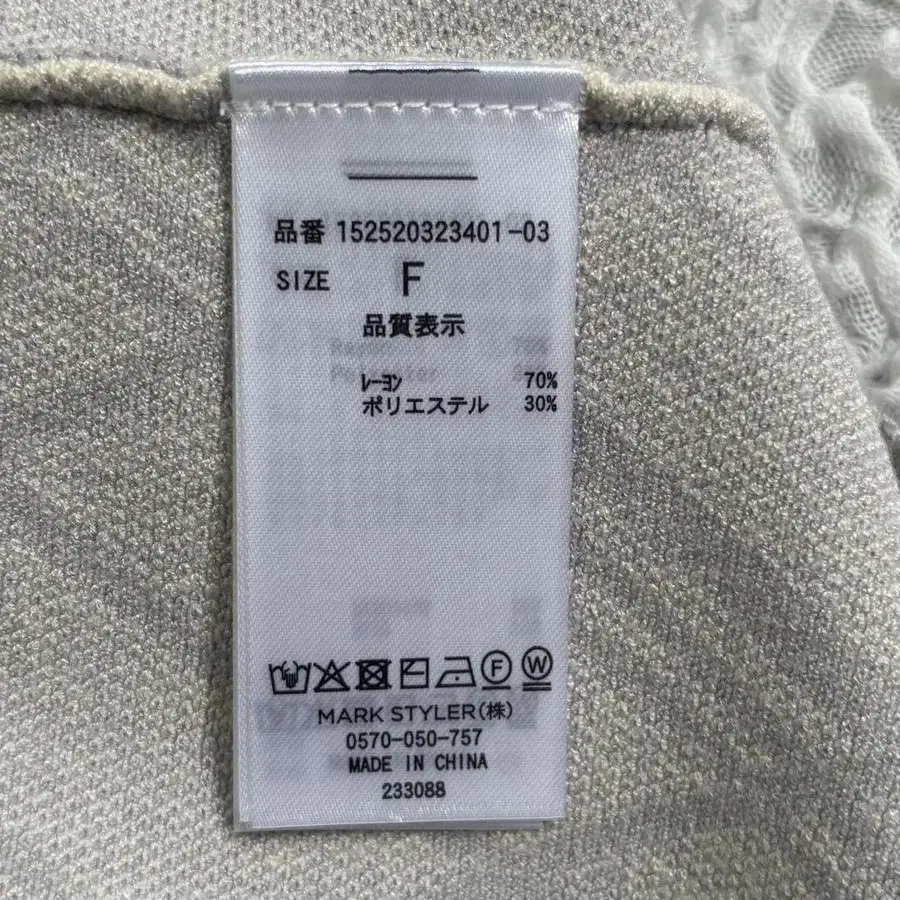 品番 152520323401-03
SIZE F
品質表示
レーヨン 70%
ポリエステル 30%
F W
MARK STYLER(株)
0570-050-757
MADE IN CHINA
233088